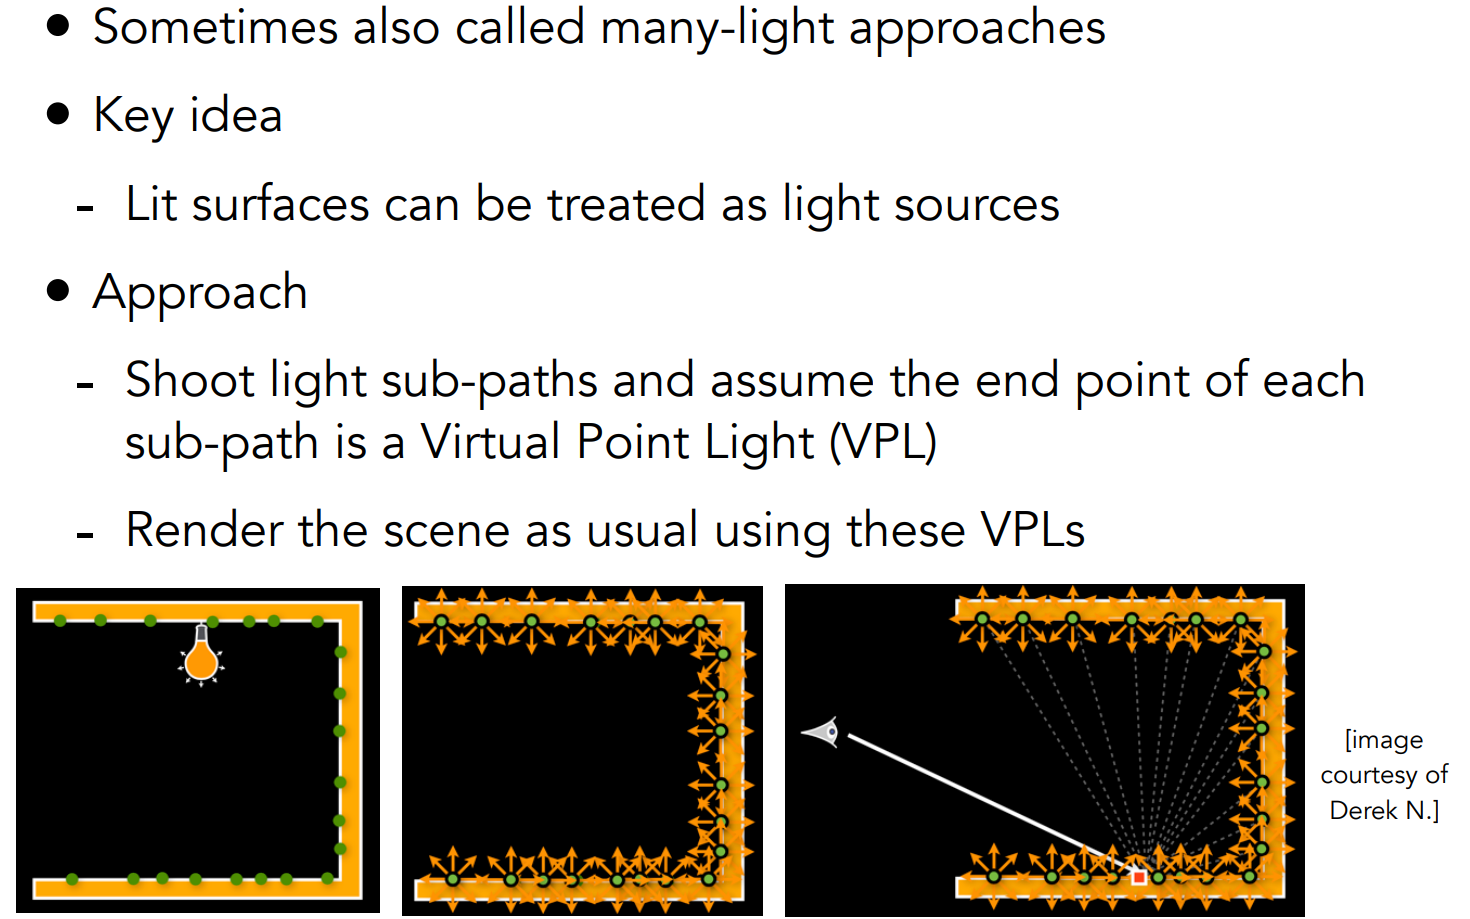 • Sometimes also called many-light approaches
• Key idea
- Lit surfaces can be treated as light sources
• Approach
- Shoot light sub-paths and assume the end point of each
sub-path is a Virtual Point Light (VPL)
- Render the scene as usual using these VPLs
[image
courtesy of
Derek N.]